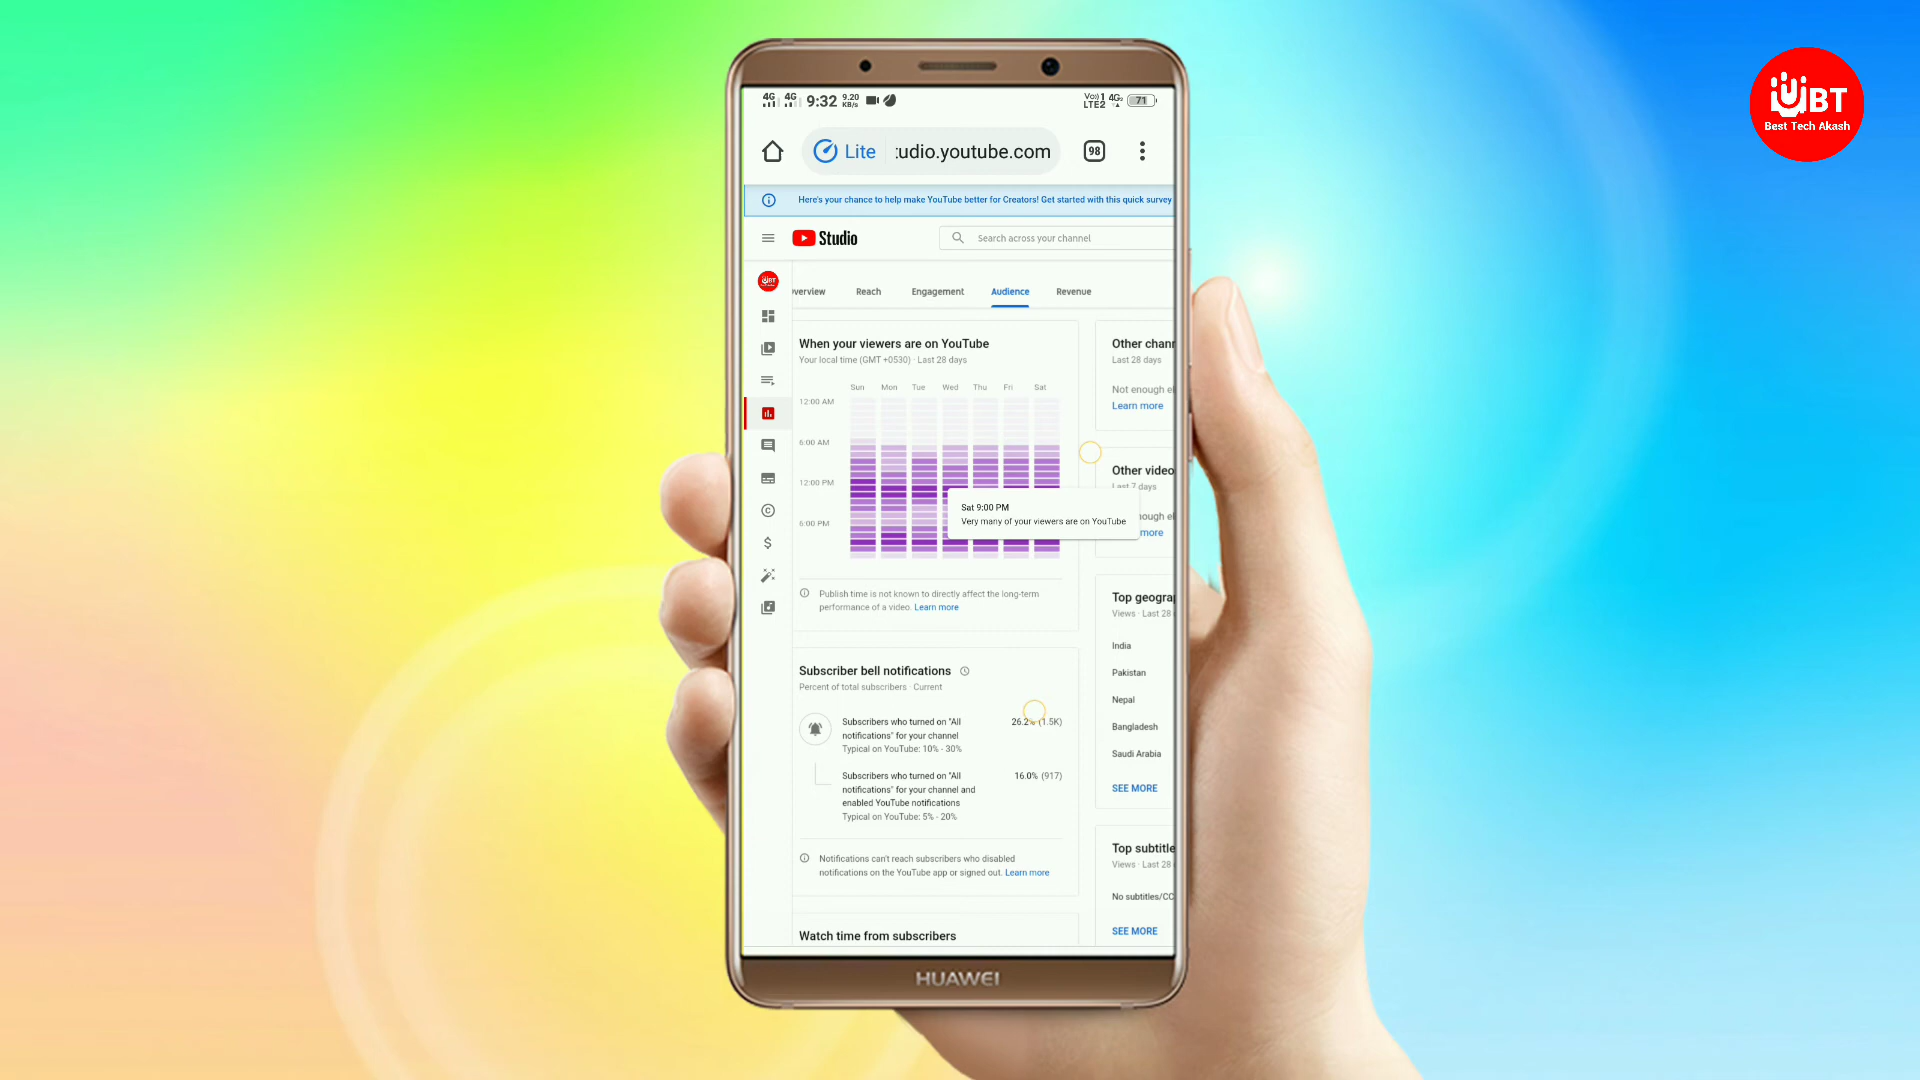 UBT
Best Tech Akash
4G 4G 9:32 9.20 KB/s
Vo)) 1 LTE2 4G 71
Lite
tudio.youtube.com
98
Here's your chance to help make YouTube better for Creators! Get started with this quick survey
Studio
Search across your channel
verview Reach Engagement Audience Revenue
When your viewers are on YouTube
Your local time (GMT +0530) · Last 28 days
Sun Mon Tue Wed Thu Fri Sat
12:00 AM
6:00 AM
12:00 PM
6:00 PM
Sat 9:00 PM
Very many of your viewers are on YouTube
Publish time is not known to directly affect the long-term
performance of a video. Learn more
Subscriber bell notifications
Percent of total subscribers · Current
Subscribers who turned on "All
notifications" for your channel
Typical on YouTube: 10% - 30%
26.2% (1.5K)
Subscribers who turned on "All
notifications" for your channel and
enabled YouTube notifications
Typical on YouTube: 5% - 20%
16.0% (917)
Notifications can't reach subscribers who disabled
notifications on the YouTube app or signed out. Learn more
Watch time from subscribers
Other chan
Last 28 days
Not enough el
Learn more
Other video
Last 7 days
ough el
more
Top geogra
Views · Last 28
India
Pakistan
Nepal
Bangladesh
Saudi Arabia
SEE MORE
Top subtitle
Views · Last 28
No subtitles/CC
SEE MORE
HUAWEI